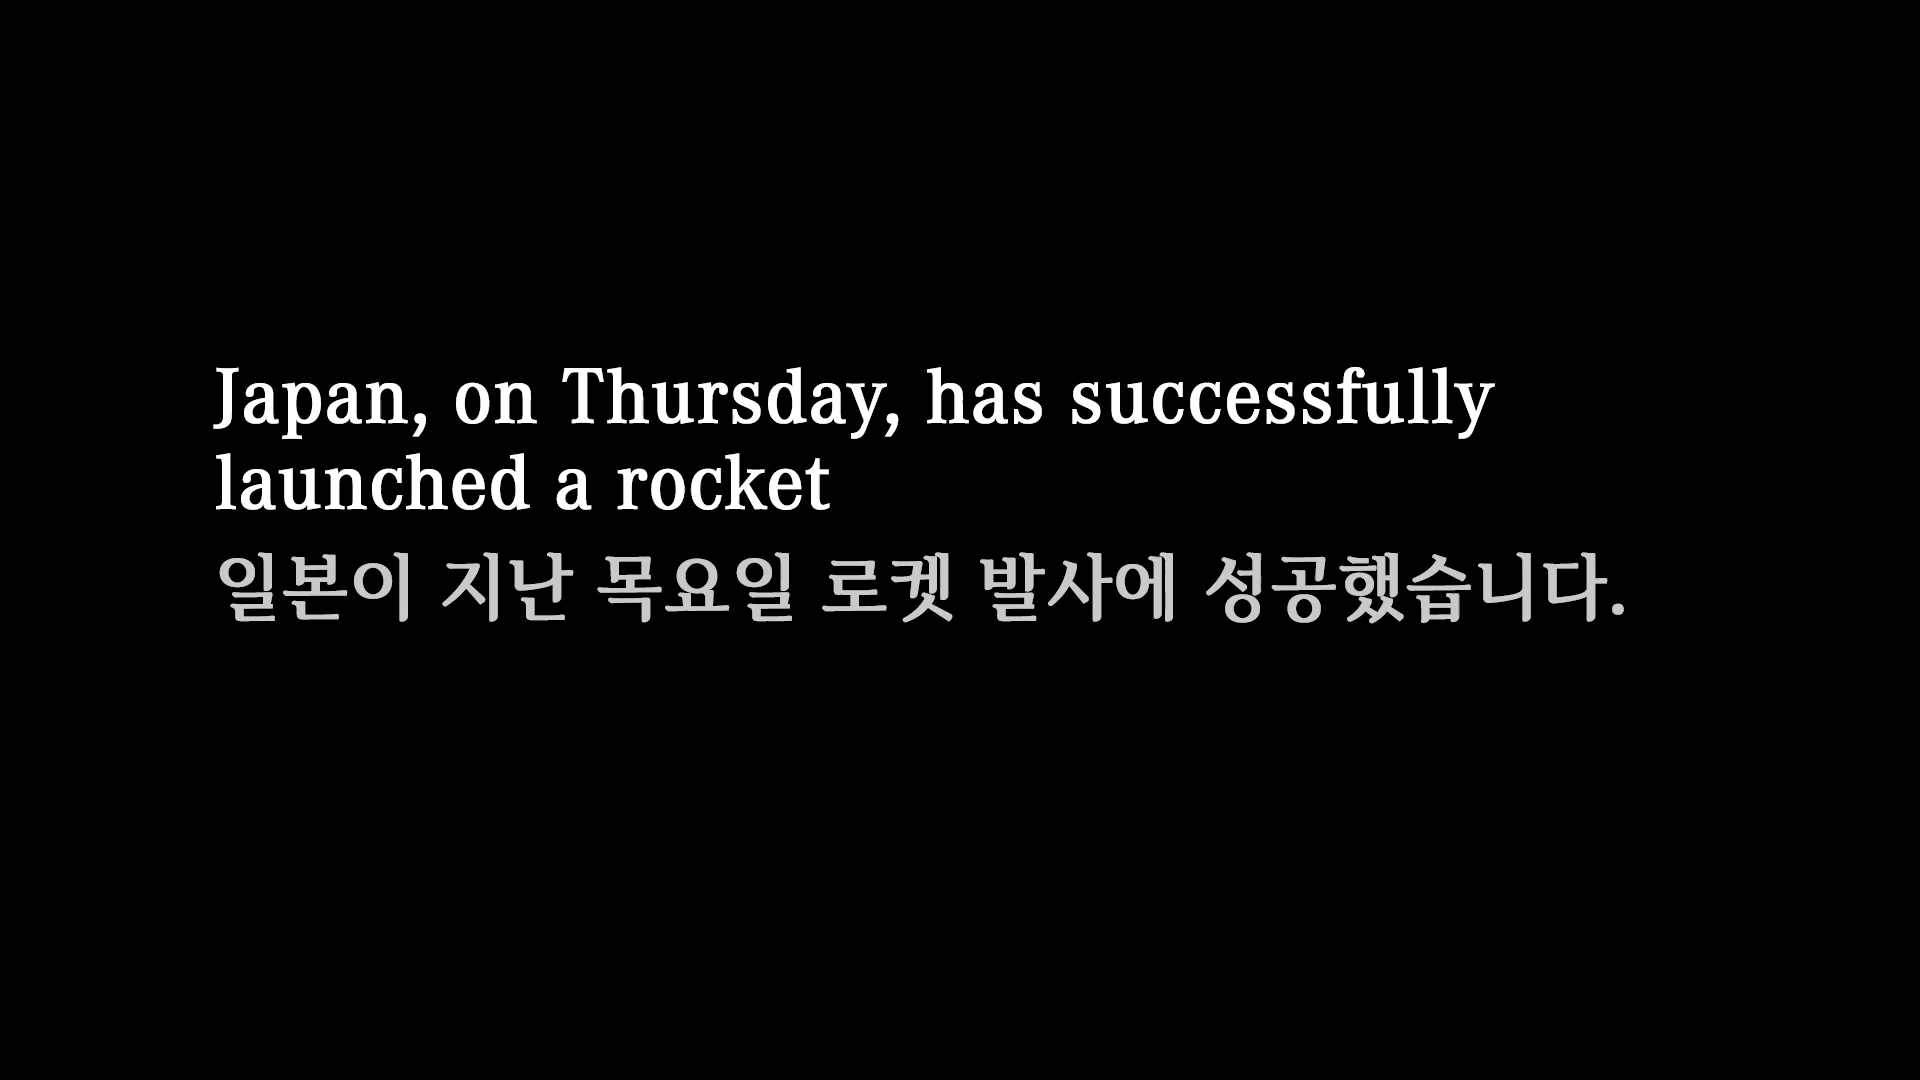 Japan, on Thursday, has successfully
launched a rocket
일본이 지난 목요일 로켓 발사에 성공했습니다.